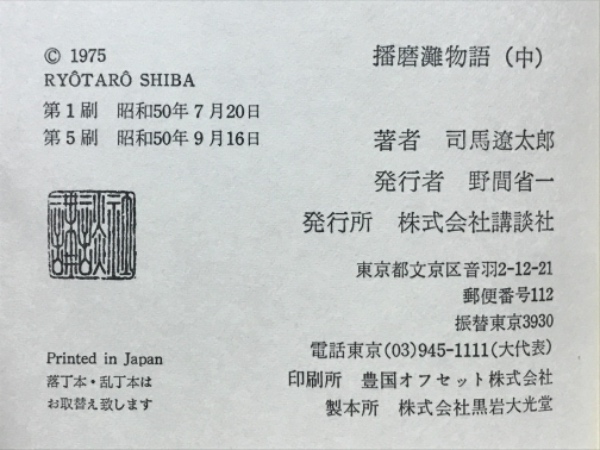 © 1975
RYÔTARÔ SHIBA
第1刷 昭和50年7月20日
第5刷 昭和50年9月16日
講談社
Printed in Japan
落丁本・乱丁本は
お取替え致します
播磨灘物語（中）
著者 司馬遼太郎
発行者 野間省一
発行所 株式会社講談社
東京都文京区音羽2-12-21
郵便番号112
振替東京3930
電話東京(03)945-1111(大代表)
印刷所 豊国オフセット株式会社
製本所 株式会社黒岩大光堂